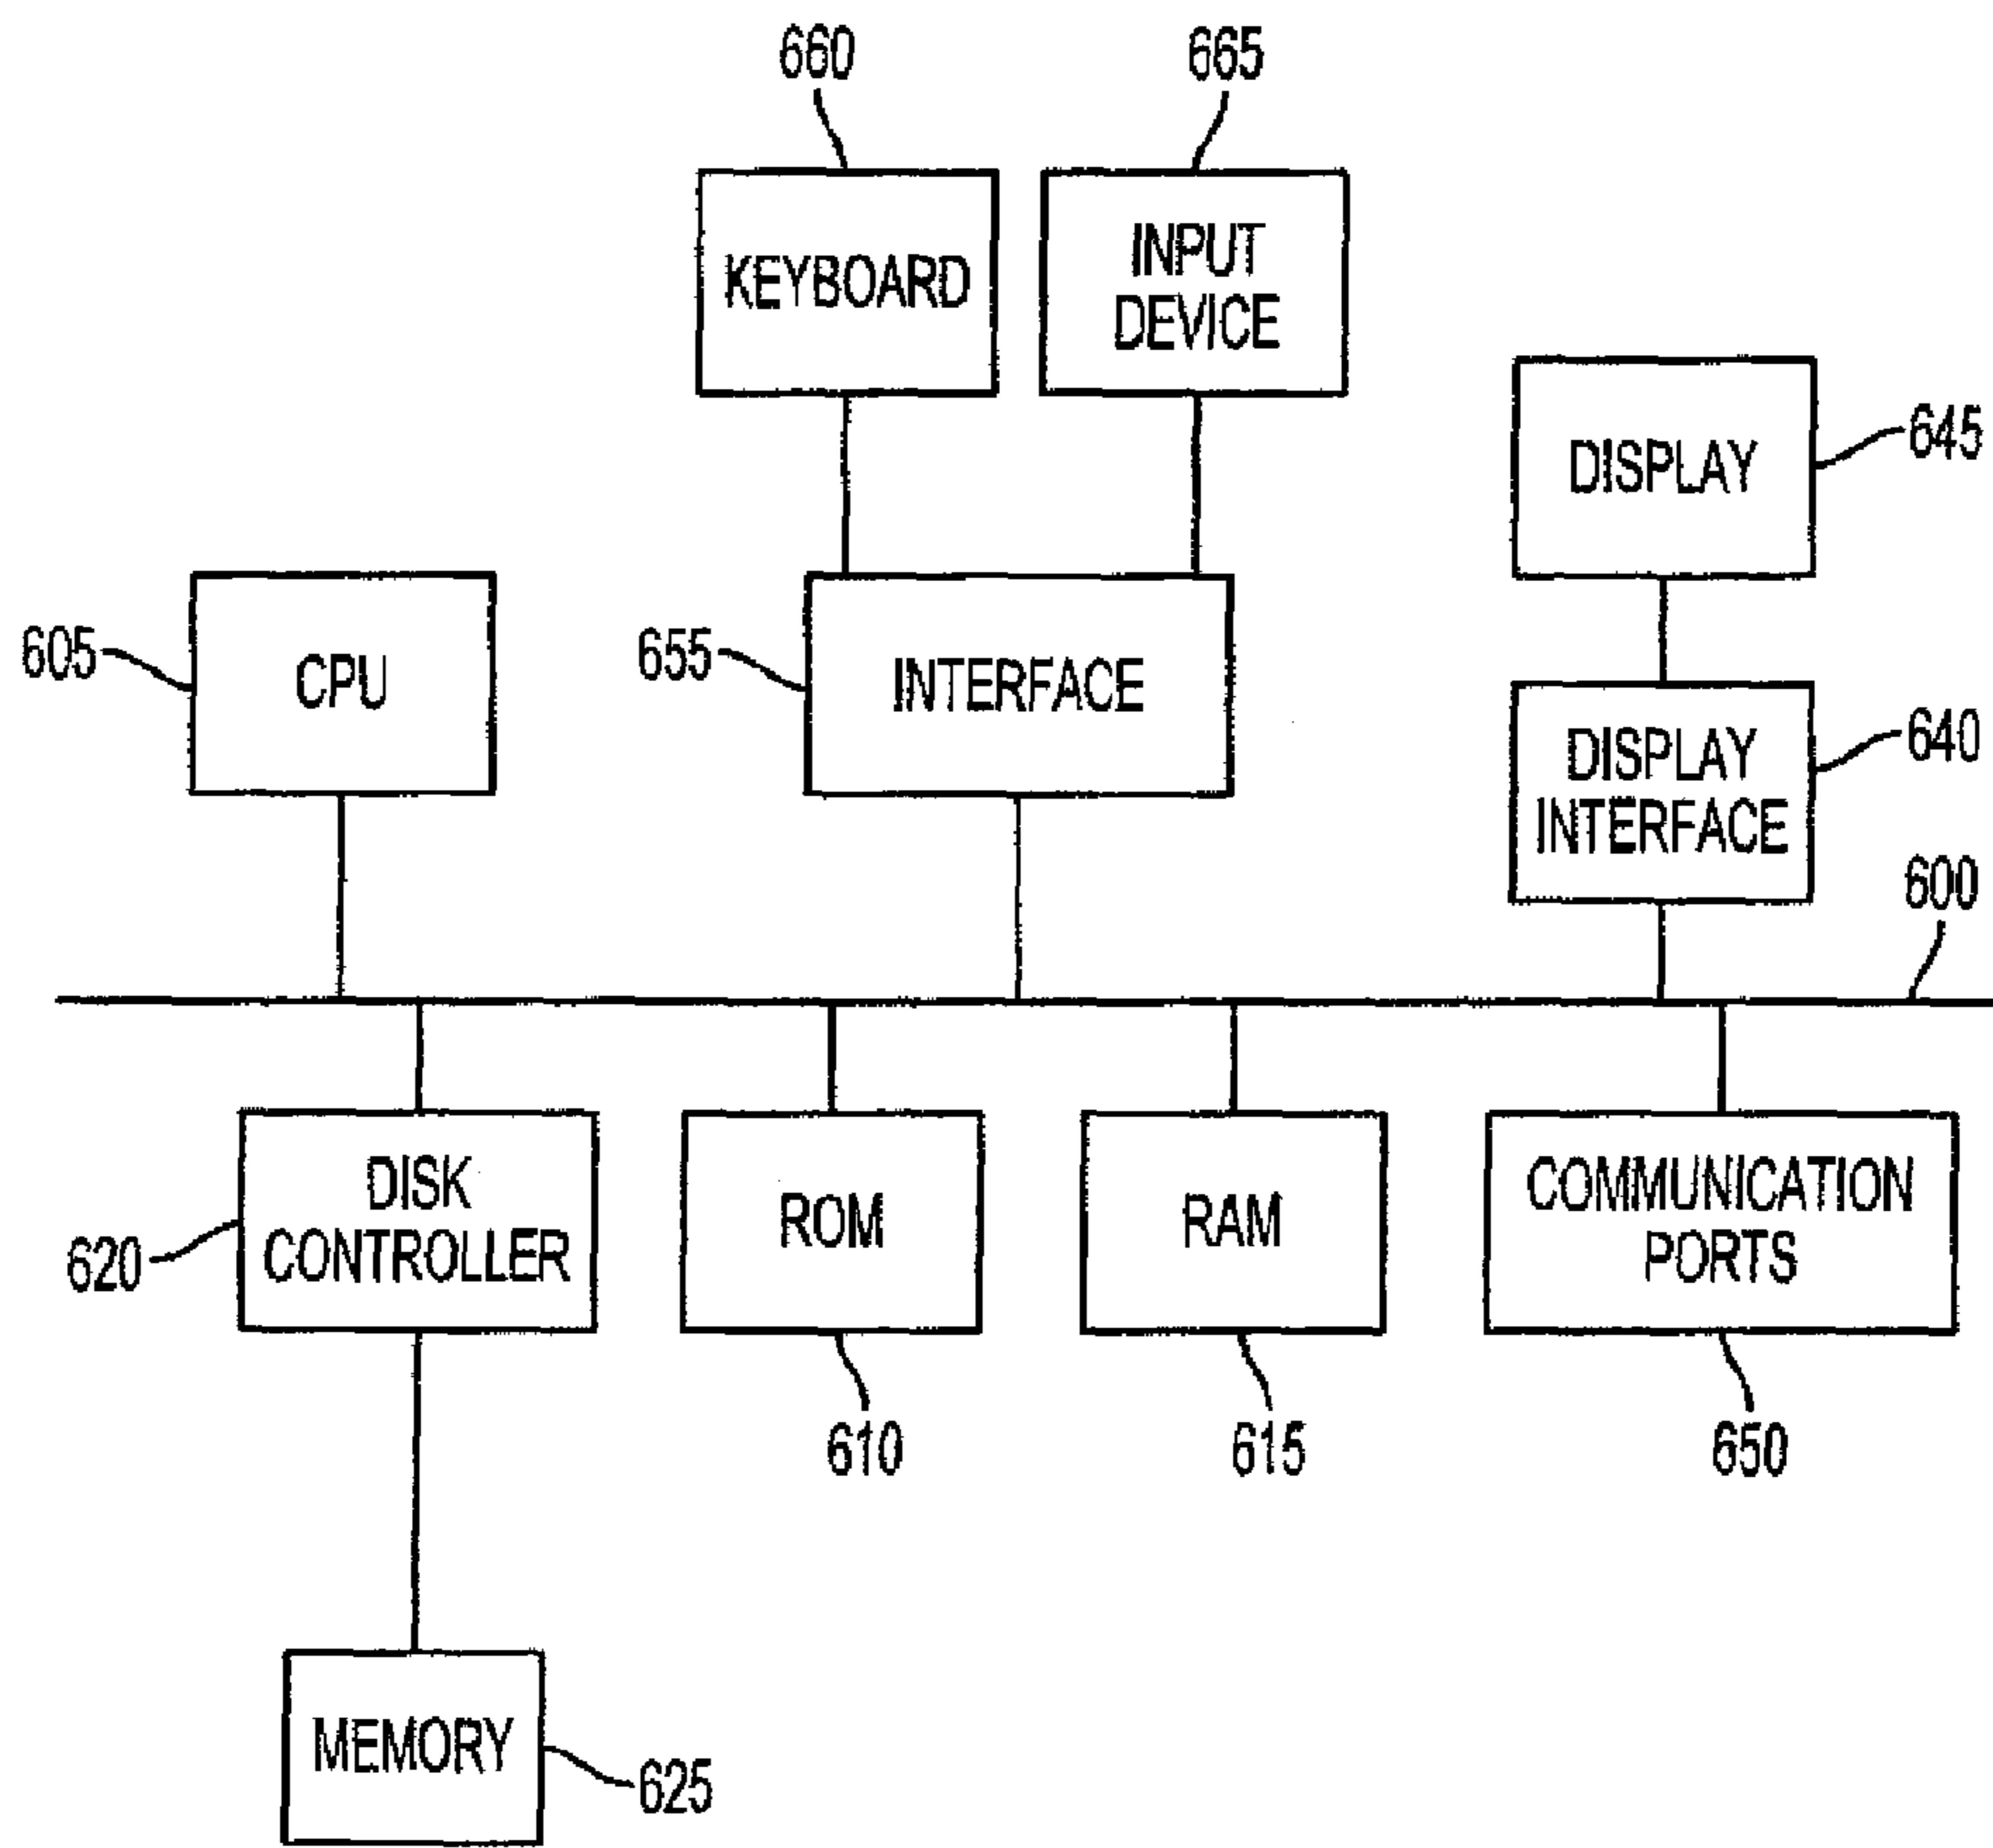 660
665
KEYBOARD
INPUT
DEVICE
DISPLAY
645
605
CPU
655
INTERFACE
DISPLAY
INTERFACE
640
600
DISK
CONTROLLER
620
ROM
RAM
COMMUNICATION
PORTS
610
615
650
MEMORY
625